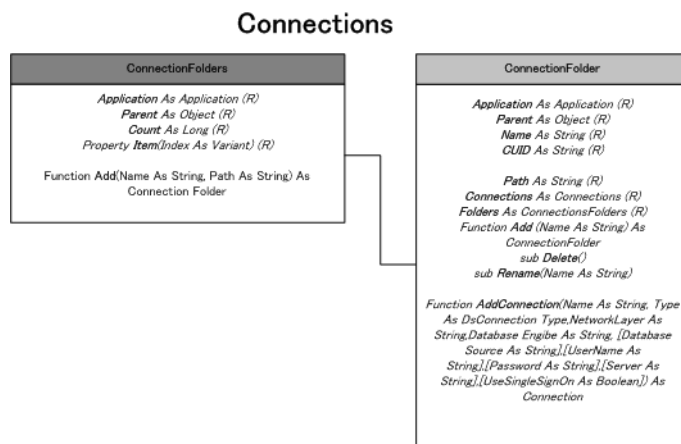 Connections
ConnectionFolders
Application As Application (R)
Parent As Object (R)
Count As Long (R)
Property Item(Index As Variant) (R)
Function Add(Name As String, Path As String) As
Connection Folder
ConnectionFolder
Application As Application (R)
Parent As Object (R)
Name As String (R)
CUID As String (R)
Path As String (R)
Connections As Connections (R)
Folders As ConnectionsFolders (R)
Function Add (Name As String) As
ConnectionFolder
sub Delete()
sub Rename(Name As String)
Function AddConnection(Name As String, Type
As DsConnection Type,NetworkLayer As
String,Database Engibe As String, [Database
Source As String],[UserName As
String],[Password As String],[Server As
String],[UseSingleSignOn As Boolean]) As
Connection